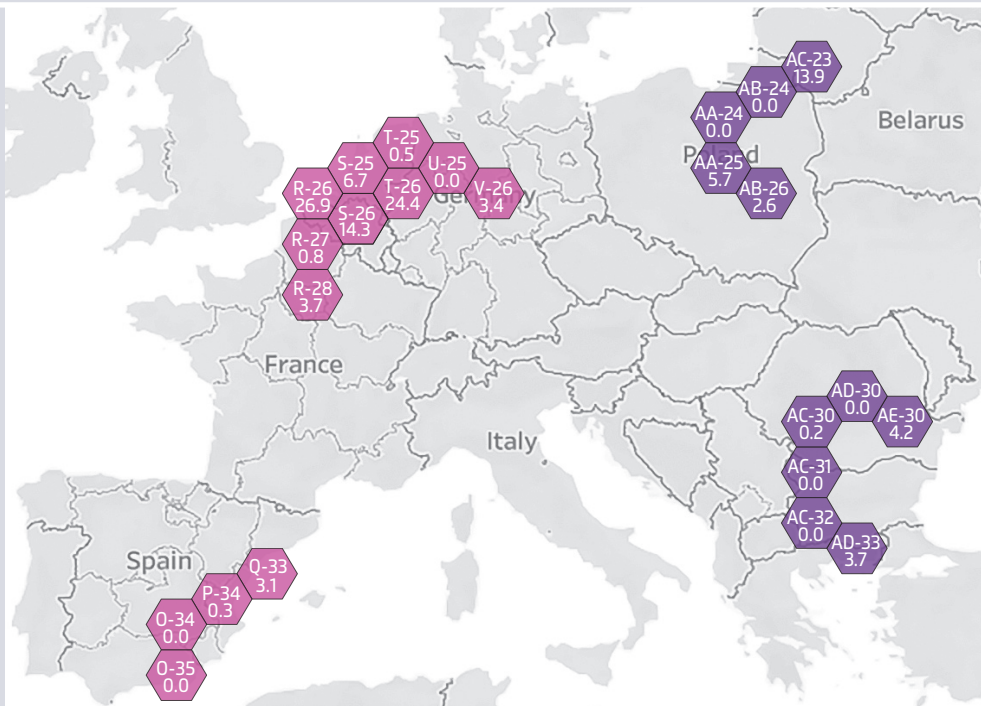 AC-23
13.9
AB-24
0.0
AA-24
0.0
Belarus
Poland
AA-25
5.7
AB-26
2.6
T-25
0.5
S-25
6.7
U-25
0.0
R-26
26.9
T-26
24.4
Germany
V-26
3.4
S-26
14.3
R-27
0.8
R-28
3.7
France
AD-30
0.0
AC-30
0.2
AE-30
4.2
Italy
AC-31
0.0
AC-32
0.0
AD-33
3.7
Spain
Q-33
3.1
P-34
0.3
O-34
0.0
O-35
0.0